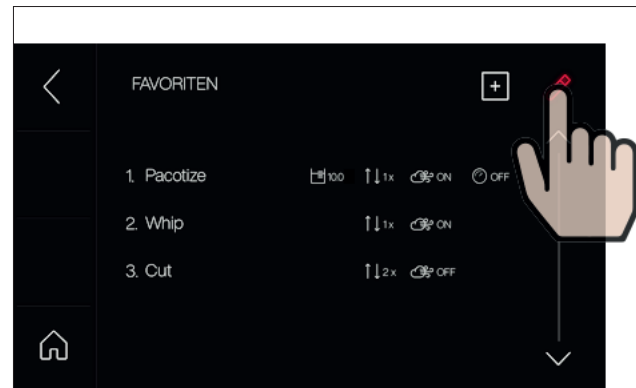 FAVORITEN +
1. Pacotize 100 1x ON OFF
2. Whip 1x ON
3. Cut 2x OFF